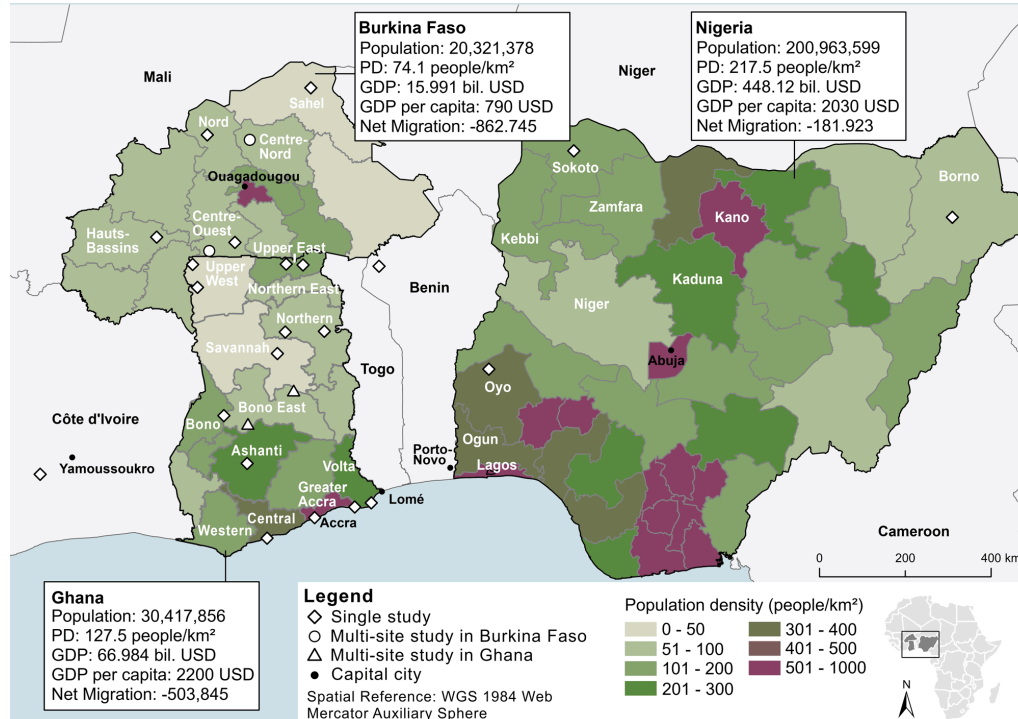 Burkina Faso
Population: 20,321,378
PD: 74.1 people/km²
GDP: 15.991 bil. USD
GDP per capita: 790 USD
Net Migration: -862.745
Nigeria
Population: 200,963,599
PD: 217.5 people/km²
GDP: 448.12 bil. USD
GDP per capita: 2030 USD
Net Migration: -181.923
Mali
Niger
Sahel
Nord
Centre-
Nord
Ouagadougou
Centre-
Ouest
Hauts-
Bassins
Upper East
Upper
West
Northern East
Northern
Savannah
Bono East
Bono
Ashanti
Volta
Greater
Accra
Central
Western
Accra
Lomé
Togo
Benin
Côte d'Ivoire
Yamoussoukro
Porto-
Novo
Sokoto
Zamfara
Kebbi
Kano
Borno
Kaduna
Niger
Abuja
Oyo
Ogun
Lagos
Cameroon
0 200 400 km
Ghana
Population: 30,417,856
PD: 127.5 people/km²
GDP: 66.984 bil. USD
GDP per capita: 2200 USD
Net Migration: -503,845
Legend
Single study
Multi-site study in Burkina Faso
Multi-site study in Ghana
Capital city
Spatial Reference: WGS 1984 Web
Mercator Auxiliary Sphere
Population density (people/km²)
0 - 50
51 - 100
101 - 200
201 - 300
301 - 400
401 - 500
501 - 1000
N